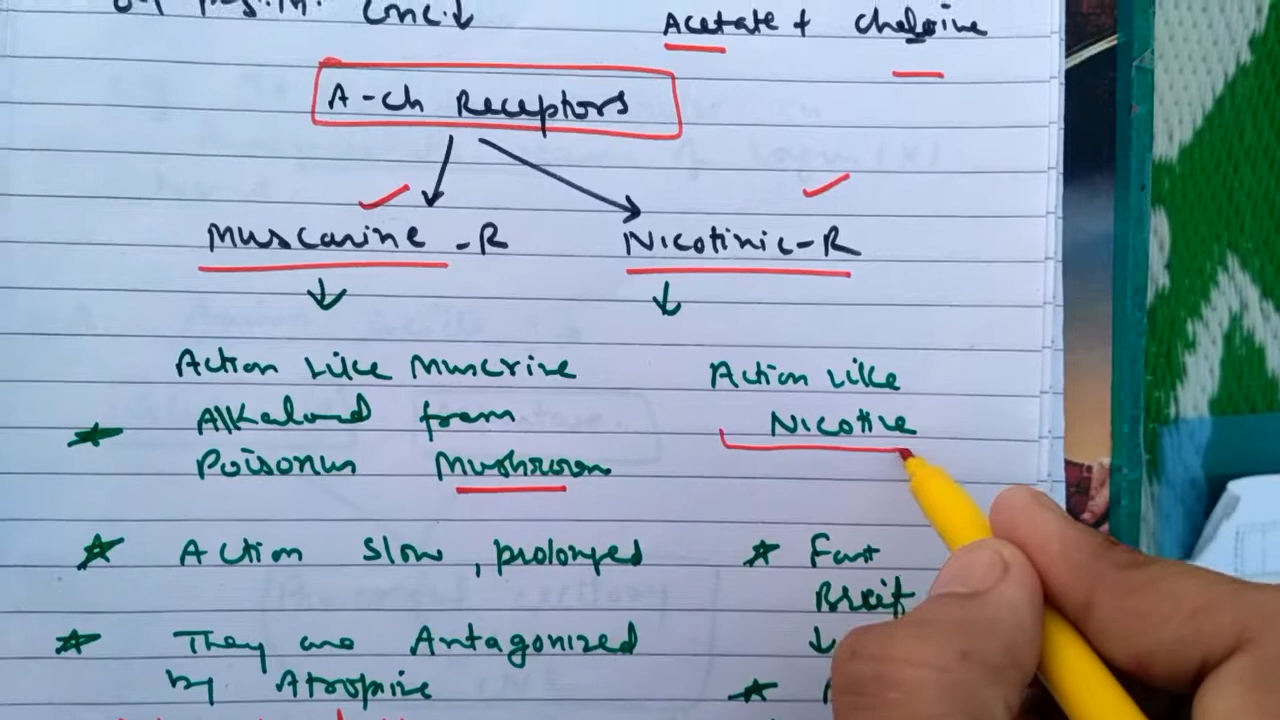 Conc.↓
Acetate + Choline
A-ch Receptors
Muscarine-R
Nicotinic-R
Action Like Muscrine
Alkaloid from
Poisonus Mushroom
Action Like
Nicotine
Action Slow, prolonged
They are Antagonized
by Atropine
Fast
Breif